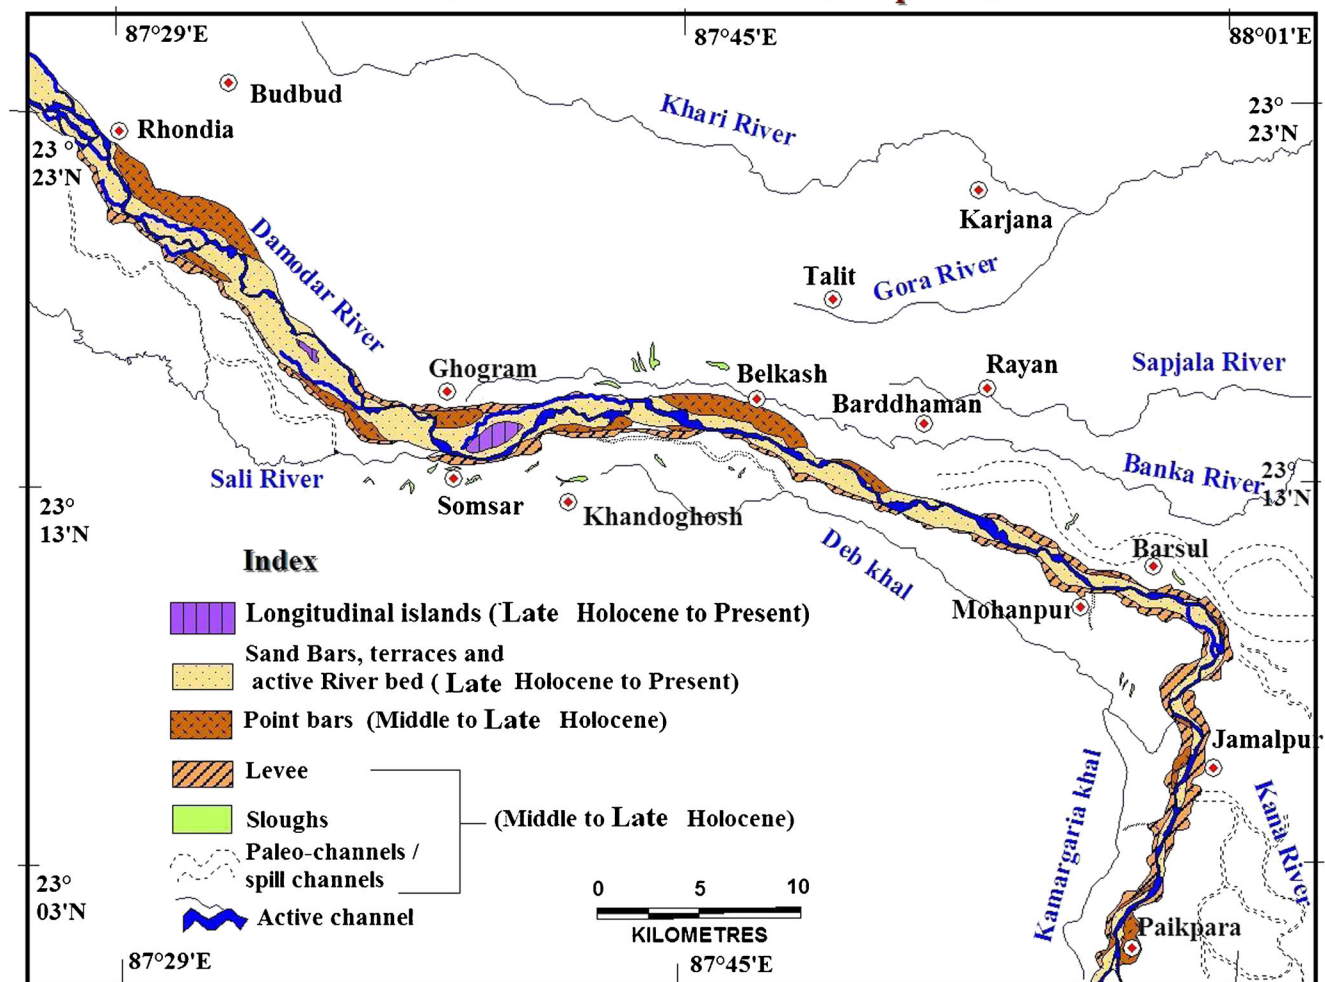 87°29'E
87°45'E
88°01'E
Budbud
Rhondia
Khari River
23°
23'N
23°
23'N
Karjana
Damodar River
Talit
Gora River
Ghogram
Belkash
Rayan
Sapjala River
Barddhaman
Sali River
Somsar
Khandoghosh
Banka River
23°
13'N
23°
13'N
Deb khal
Barsul
Mohanpur
Index
Longitudinal islands (Late Holocene to Present)
Sand Bars, terraces and
active River bed (Late Holocene to Present)
Point bars (Middle to Late Holocene)
Levee
Sloughs
(Middle to Late Holocene)
Paleo-channels /
spill channels
Active channel
Jamalpur
Kamargaria khal
Kana River
Paikpara
0 5 10
KILOMETRES
23°
03'N
87°29'E
87°45'E